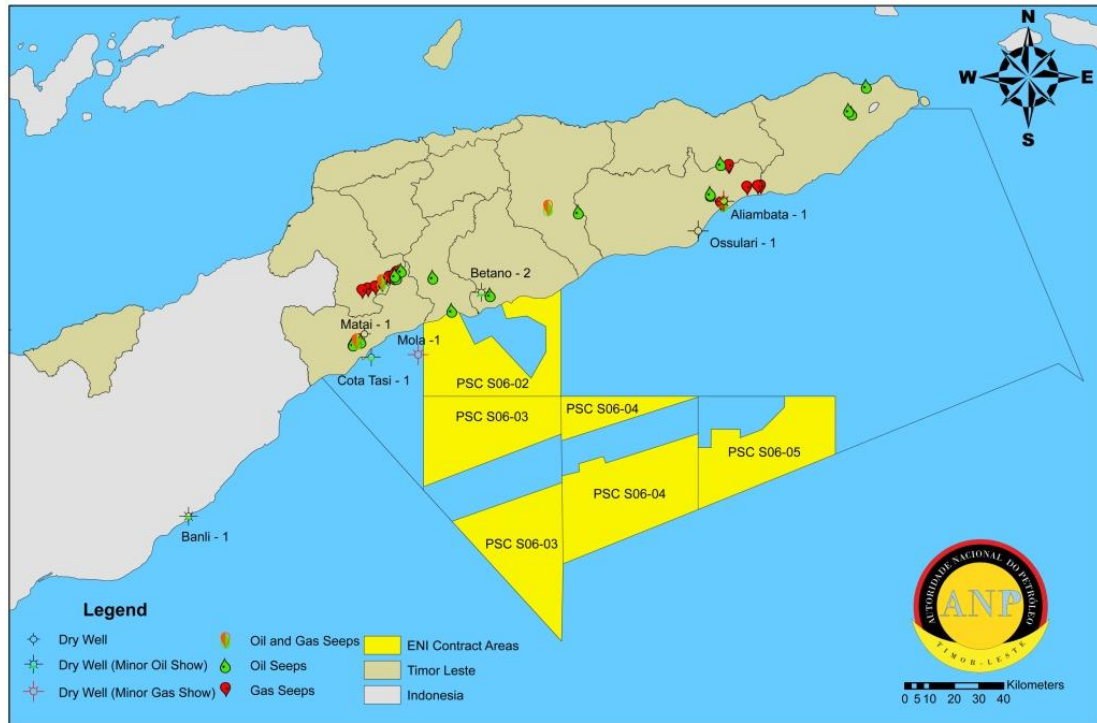 N
W E
S
Aliambata - 1
Ossulari - 1
Betano - 2
Matai - 1
Mola -1
Cota Tasi - 1
PSC S06-02
PSC S06-03
PSC S06-04
PSC S06-05
PSC S06-04
PSC S06-03
Banli - 1
Legend
Dry Well
Dry Well (Minor Oil Show)
Dry Well (Minor Gas Show)
Oil and Gas Seeps
Oil Seeps
Gas Seeps
ENI Contract Areas
Timor Leste
Indonesia
AUTORIDADE NACIONAL DO PETRÓLEO
ANP
TIMOR-LESTE
Kilometers
0 5 10 20 30 40